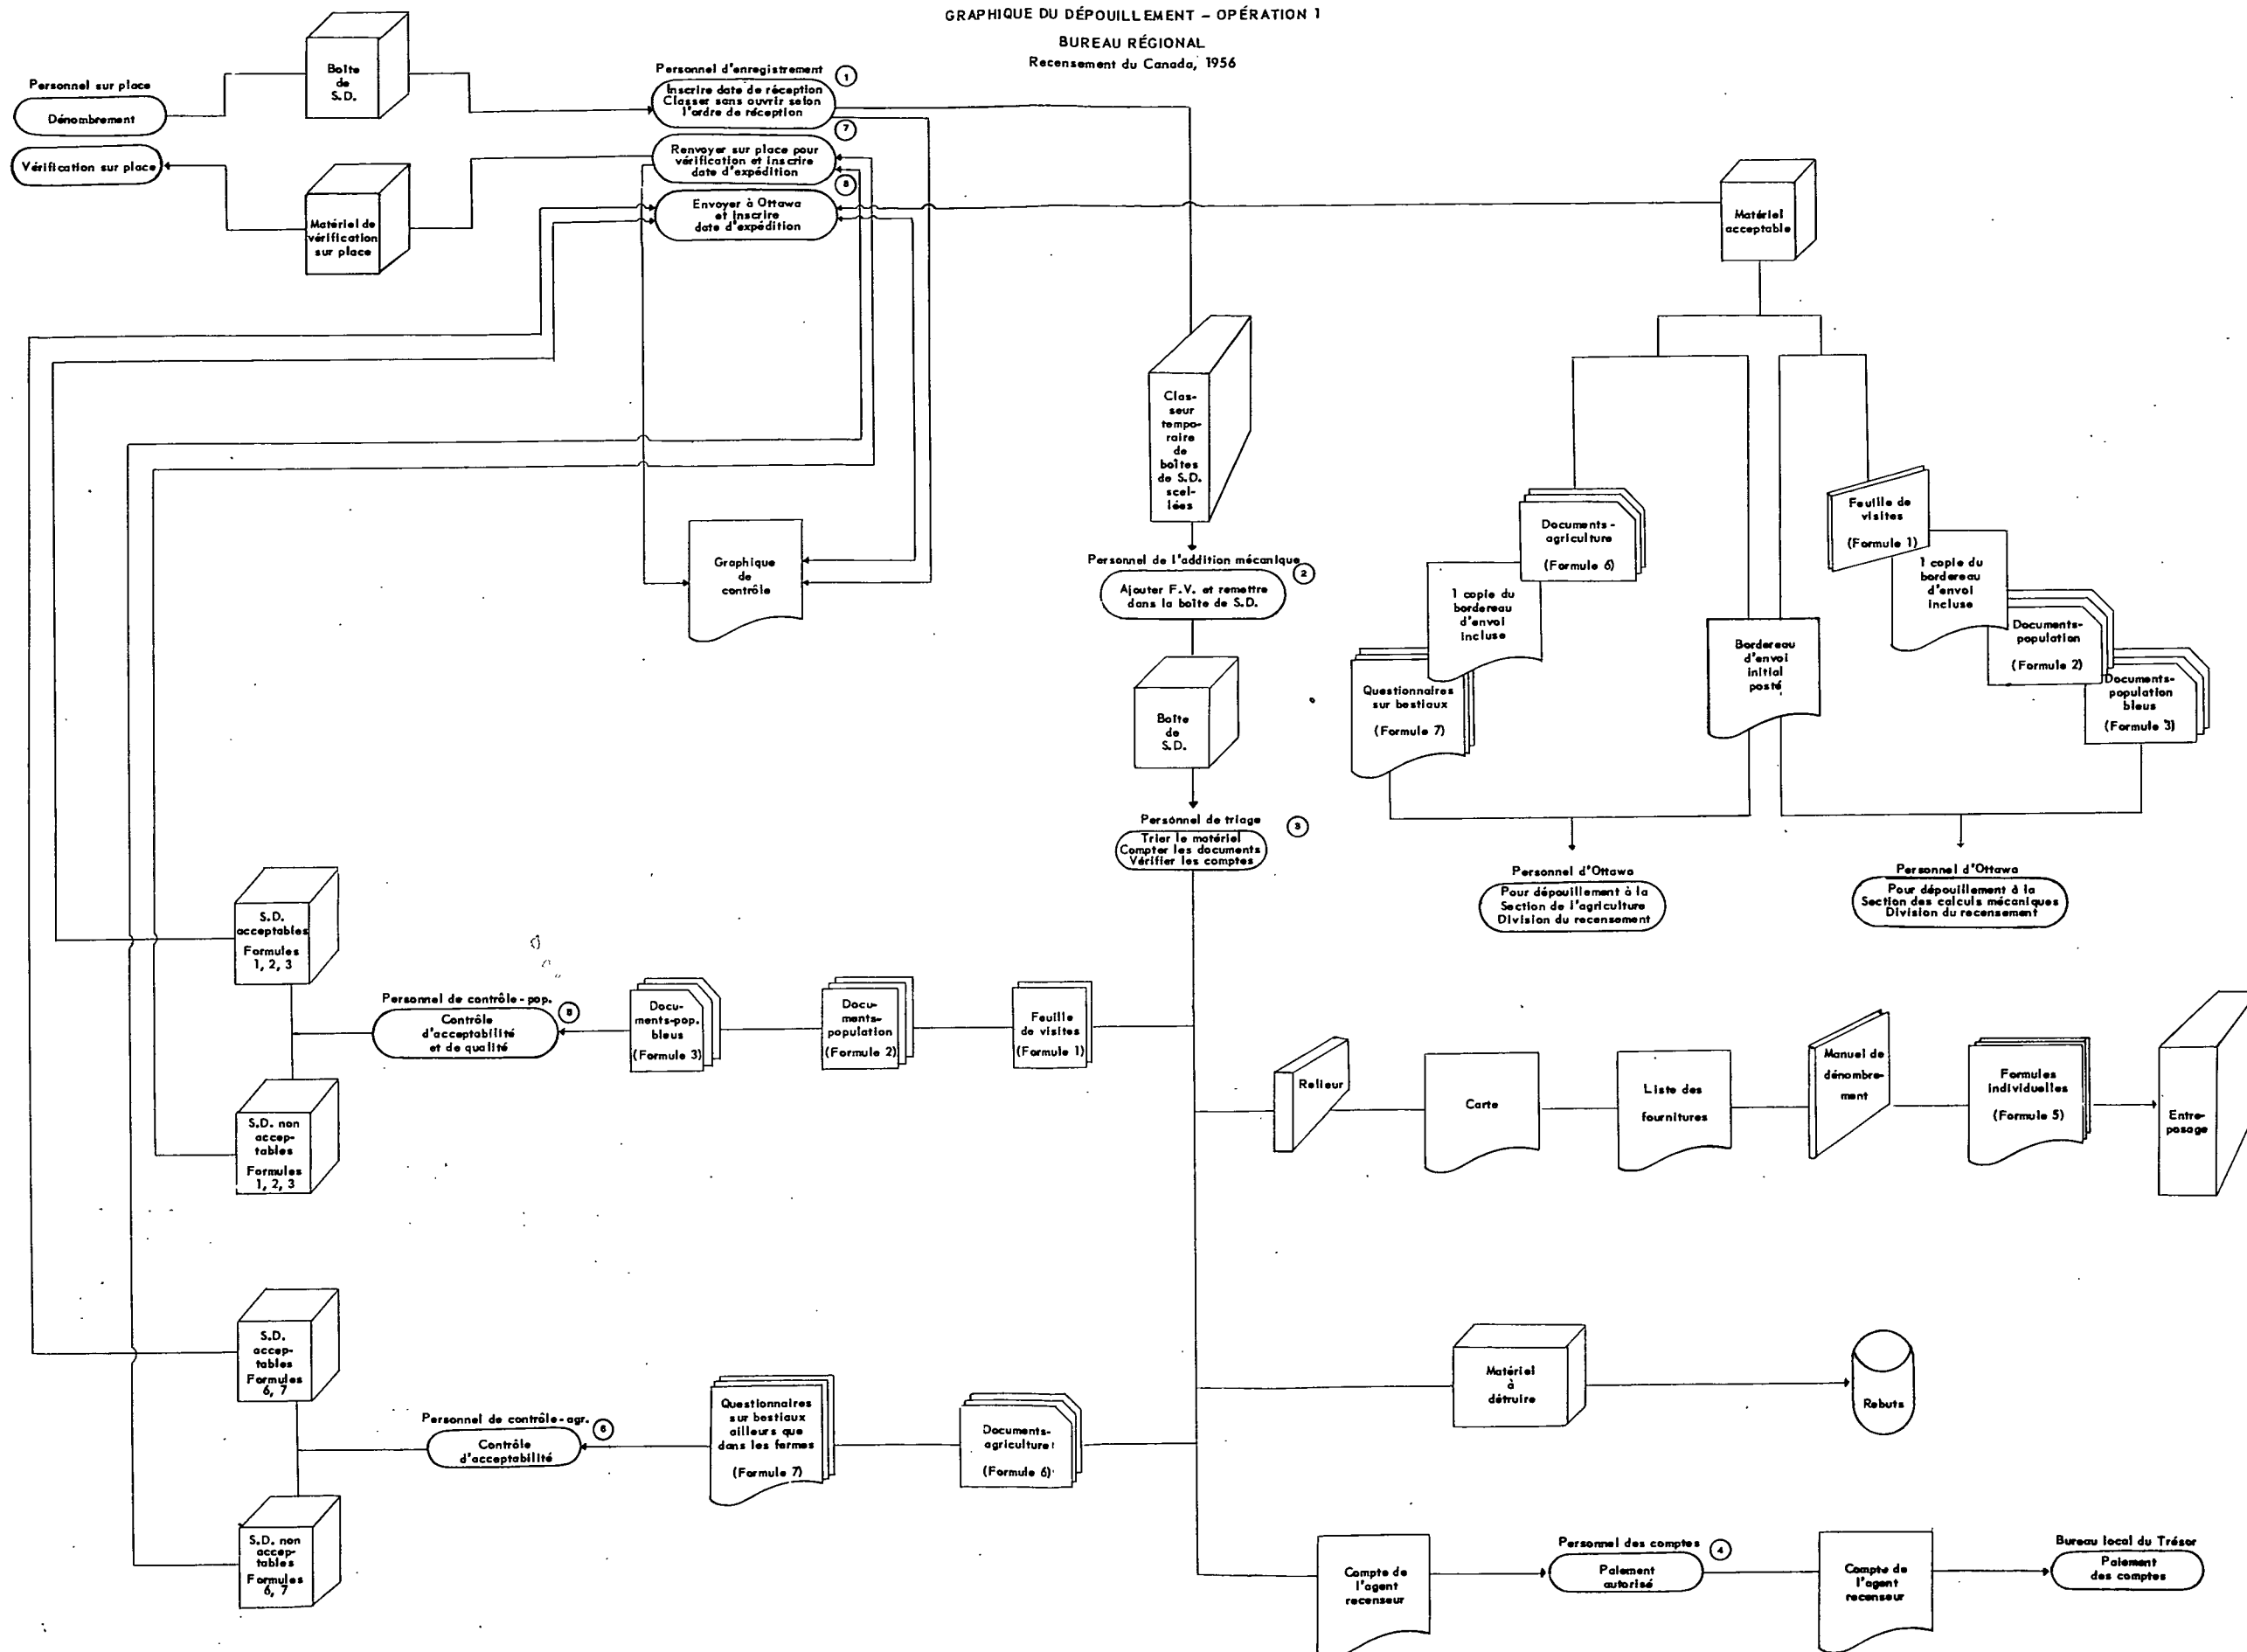 GRAPHIQUE DU DÉPOUILLEMENT – OPÉRATION 1
BUREAU RÉGIONAL
Recensement du Canada, 1956
Personnel sur place
Dénombrement
Vérification sur place
Boîte
de
S.D.
Matériel de
vérification
sur place
Personnel d'enregistrement
1
Inscrire date de réception
Classer sans ouvrir selon
l'ordre de réception
7
Renvoyer sur place pour
vérification et inscrire
date d'expédition
8
Envoyer à Ottawa
et inscrire
date d'expédition
Matériel
acceptable
Graphique
de
contrôle
Clas-
seur
tempo-
raire
de
boîtes
de S.D.
scel-
lées
Personnel de l'addition mécanique
2
Ajouter F.V. et remettre
dans la boîte de S.D.
Boîte
de
S.D.
Personnel de triage
3
Trier le matériel
Compter les documents
Vérifier les comptes
Documents-
agriculture
(Formule 6)
1 copie du
bordereau
d'envoi
incluse
Questionnaires
sur bestiaux
(Formule 7)
Bordereau
d'envoi
initial
posté
Feuille de
visites
(Formule 1)
1 copie du
bordereau
d'envoi
incluse
Documents-
population
(Formule 2)
Documents-
population
bleus
(Formule 3)
Personnel d'Ottawa
Pour dépouillement à la
Section de l'agriculture
Division du recensement
Personnel d'Ottawa
Pour dépouillement à la
Section des calculs mécaniques
Division du recensement
S.D.
acceptables
Formules
1, 2, 3
S.D. non
accep-
tables
Formules
1, 2, 3
Personnel de contrôle-pop.
Contrôle
d'acceptabilité
et de qualité
Docu-
ments-pop.
bleus
(Formule 3)
Docu-
ments-
population
(Formule 2)
Feuille
de visites
(Formule 1)
Relieur
Carte
Liste des
fournitures
Manuel de
dénombre-
ment
Formules
individuelles
(Formule 5)
Entre-
posage
S.D.
accep-
tables
Formules
6, 7
S.D. non
accep-
tables
Formules
6, 7
Personnel de contrôle-agr.
6
Contrôle
d'acceptabilité
Questionnaires
sur bestiaux
ailleurs que
dans les fermes
(Formule 7)
Documents-
agriculture
(Formule 6)
Matériel
à
détruire
Rebuts
Compte de
l'agent
recenseur
Personnel des comptes
4
Paiement
autorisé
Compte de
l'agent
recenseur
Bureau local du Trésor
Paiement
des comptes